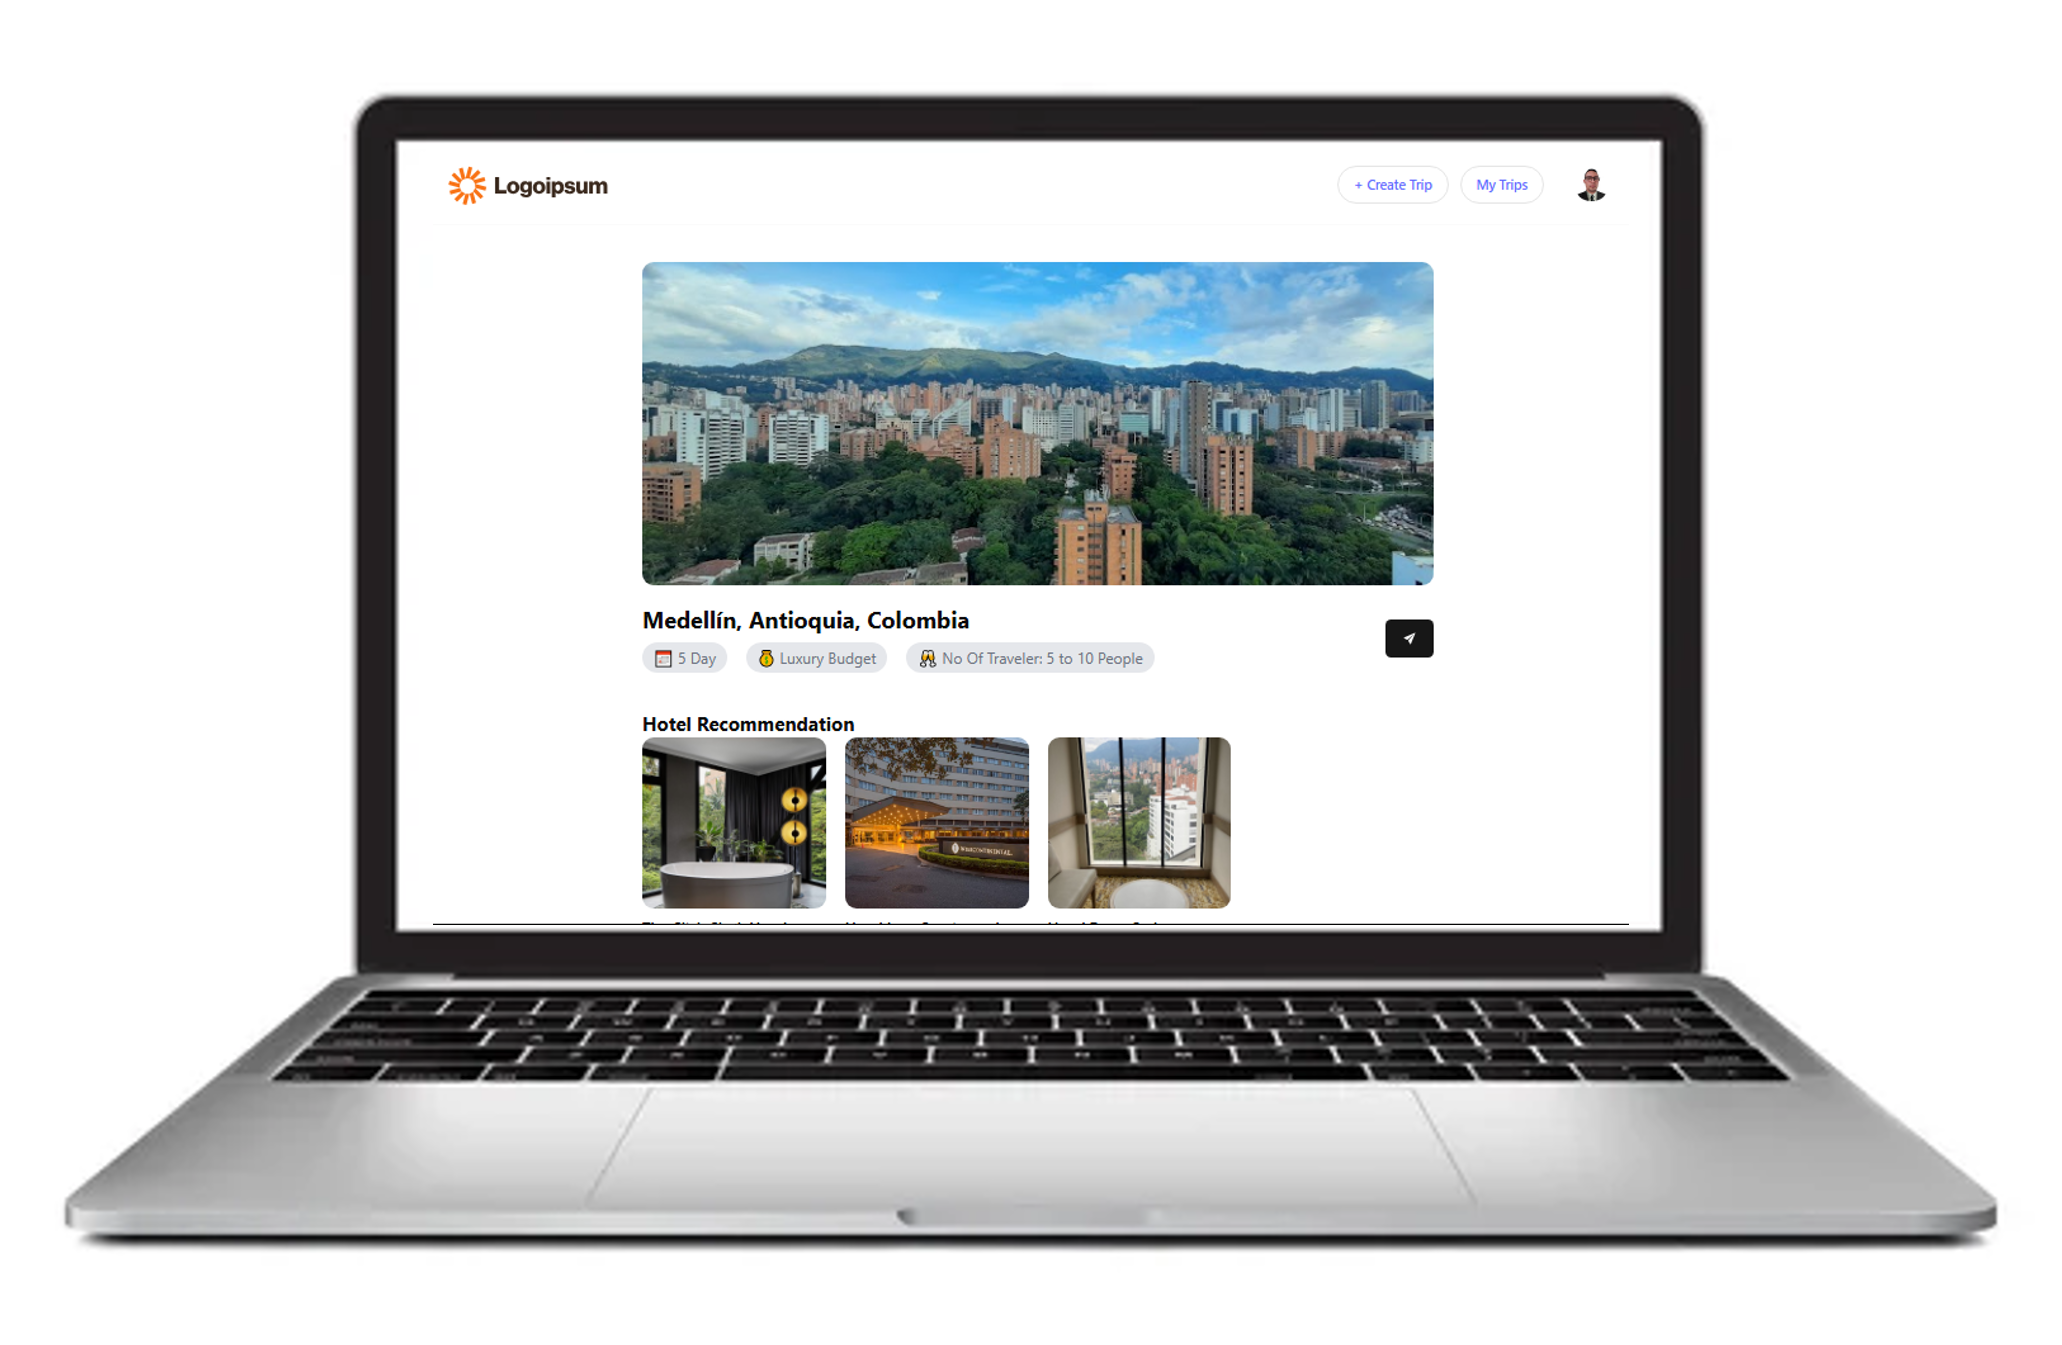 Logoipsum
+ Create Trip
My Trips
Medellín, Antioquia, Colombia
5 Day
Luxury Budget
No Of Traveler: 5 to 10 People
Hotel Recommendation
INTERCONTINENTAL